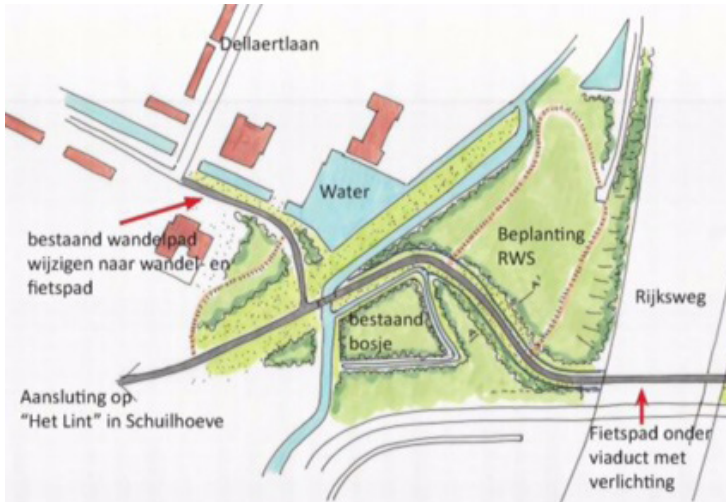 Dellaertlaan
Water
bestaand wandelpad
wijzigen naar wandel- en
fietspad
Beplanting
RWS
Rijksweg
bestaand
bosje
Aansluting op
"Het Lint" in Schuilhoeve
Fietspad onder
viaduct met
verlichting